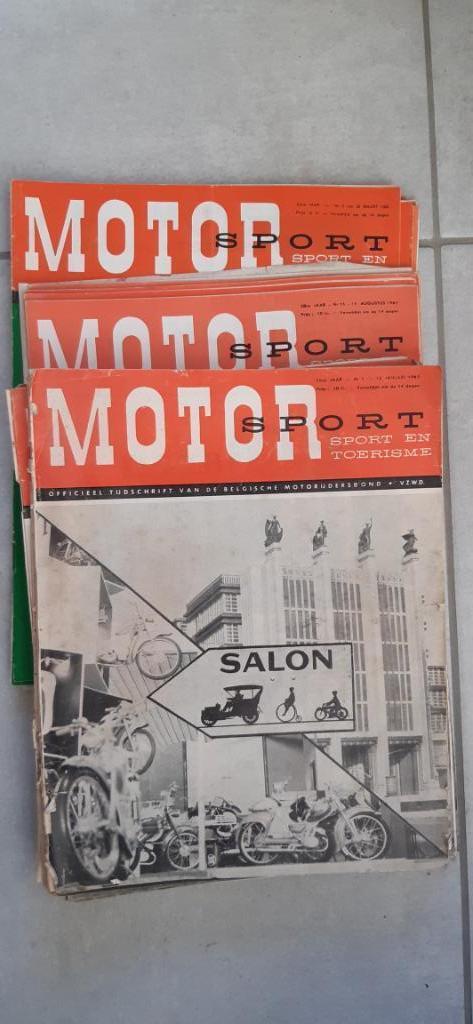 MOTOR
SPORT
SPORT EN
MOTOR
SPORT
MOTOR
SPORT
SPORT EN
TOERISME
OFFICIEEL TIJDSCHRIFT VAN DE BELGISCHE MOTORIJDERSBOND • VZWD.
SALON